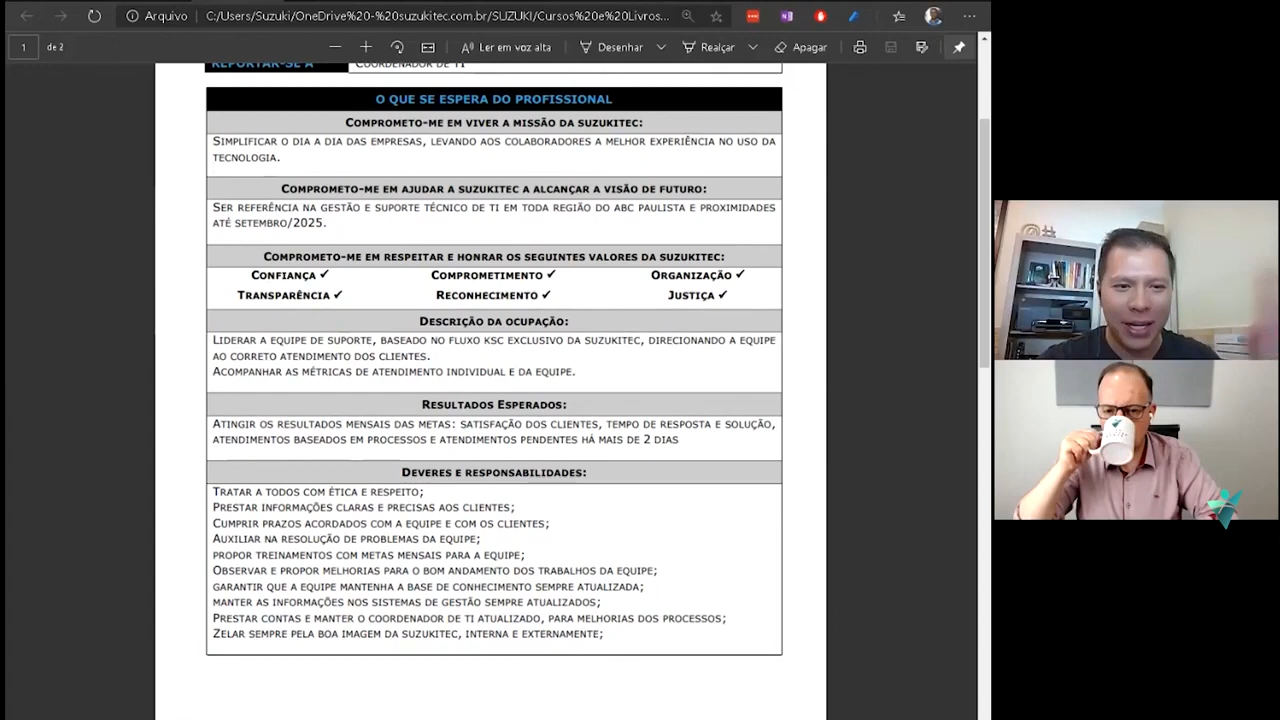 Arquivo
C:/Users/Suzuki/OneDrive%20-%20suzukitec.com.br/SUZUKI/Cursos%20e%20Livros...
1 de 2
Ler em voz alta
Desenhar
Realçar
Apagar
REPORTAR-SE A COORDENADOR DE TI
O QUE SE ESPERA DO PROFISSIONAL
COMPROMETO-ME EM VIVER A MISSÃO DA SUZUKITEC:
SIMPLIFICAR O DIA A DIA DAS EMPRESAS, LEVANDO AOS COLABORADORES A MELHOR EXPERIÊNCIA NO USO DA
TECNOLOGIA.
COMPROMETO-ME EM AJUDAR A SUZUKITEC A ALCANÇAR A VISÃO DE FUTURO:
SER REFERÊNCIA NA GESTÃO E SUPORTE TÉCNICO DE TI EM TODA REGIÃO DO ABC PAULISTA E PROXIMIDADES
ATÉ SETEMBRO/2025.
COMPROMETO-ME EM RESPEITAR E HONRAR OS SEGUINTES VALORES DA SUZUKITEC:
CONFIANÇA ✓ COMPROMETIMENTO ✓ ORGANIZAÇÃO ✓
TRANSPARÊNCIA ✓ RECONHECIMENTO ✓ JUSTIÇA ✓
DESCRIÇÃO DA OCUPAÇÃO:
LIDERAR A EQUIPE DE SUPORTE, BASEADO NO FLUXO KSC EXCLUSIVO DA SUZUKITEC, DIRECIONANDO A EQUIPE
AO CORRETO ATENDIMENTO DOS CLIENTES.
ACOMPANHAR AS MÉTRICAS DE ATENDIMENTO INDIVIDUAL E DA EQUIPE.
RESULTADOS ESPERADOS:
ATINGIR OS RESULTADOS MENSAIS DAS METAS: SATISFAÇÃO DOS CLIENTES, TEMPO DE RESPOSTA E SOLUÇÃO,
ATENDIMENTOS BASEADOS EM PROCESSOS E ATENDIMENTOS PENDENTES HÁ MAIS DE 2 DIAS
DEVERES E RESPONSABILIDADES:
TRATAR A TODOS COM ÉTICA E RESPEITO;
PRESTAR INFORMAÇÕES CLARAS E PRECISAS AOS CLIENTES;
CUMPRIR PRAZOS ACORDADOS COM A EQUIPE E COM OS CLIENTES;
AUXILIAR NA RESOLUÇÃO DE PROBLEMAS DA EQUIPE;
PROPOR TREINAMENTOS COM METAS MENSAIS PARA A EQUIPE;
OBSERVAR E PROPOR MELHORIAS PARA O BOM ANDAMENTO DOS TRABALHOS DA EQUIPE;
GARANTIR QUE A EQUIPE MANTENHA A BASE DE CONHECIMENTO SEMPRE ATUALIZADA;
MANTER AS INFORMAÇÕES NOS SISTEMAS DE GESTÃO SEMPRE ATUALIZADOS;
PRESTAR CONTAS E MANTER O COORDENADOR DE TI ATUALIZADO, PARA MELHORIAS DOS PROCESSOS;
ZELAR SEMPRE PELA BOA IMAGEM DA SUZUKITEC, INTERNA E EXTERNAMENTE;